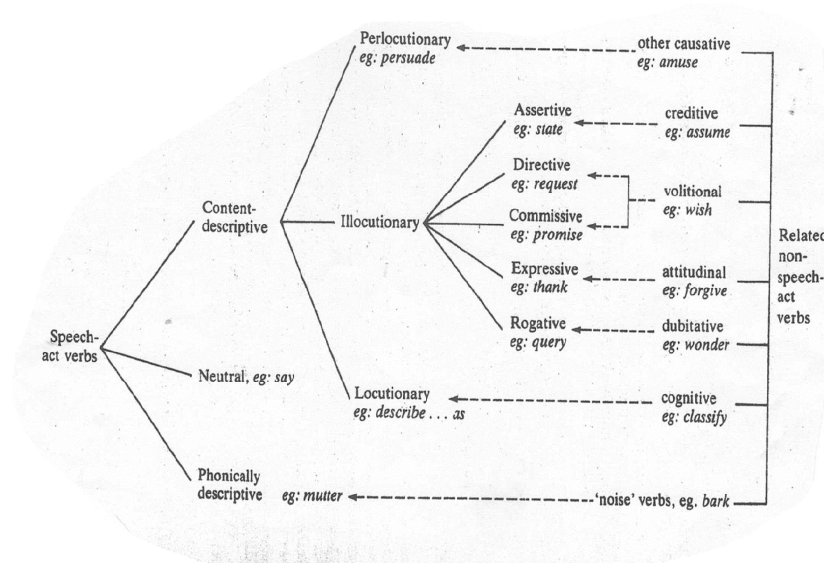 Perlocutionary
eg: persuade
other causative
eg: amuse
Assertive
eg: state
creditive
eg: assume
Directive
eg: request
volitional
eg: wish
Content-
descriptive
Illocutionary
Commissive
eg: promise
Related
non-
speech-
act
verbs
Expressive
eg: thank
attitudinal
eg: forgive
Rogative
eg: query
dubitative
eg: wonder
Speech-
act verbs
Neutral, eg: say
Locutionary
eg: describe . . . as
cognitive
eg: classify
Phonically
descriptive
eg: mutter
'noise' verbs, eg. bark